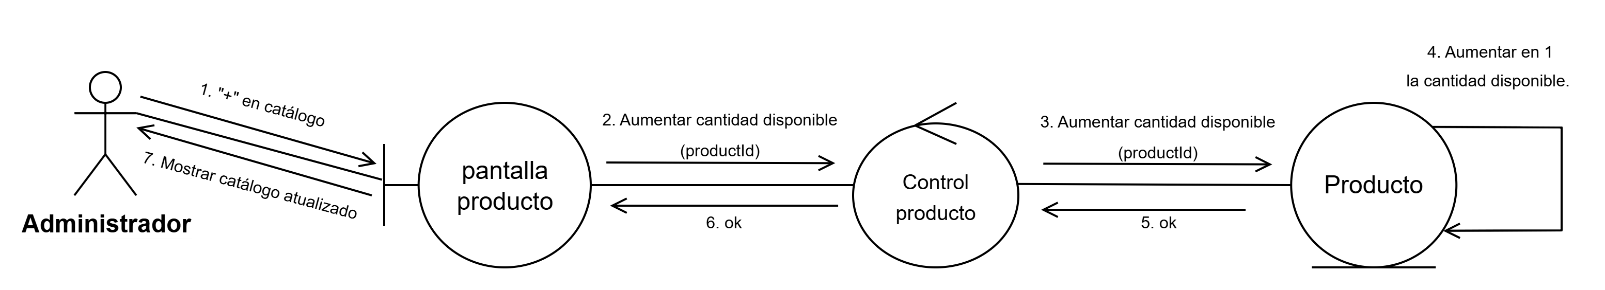 4. Aumentar en 1
la cantidad disponible.
1. "+" en catálogo
2. Aumentar cantidad disponible
(productId)
3. Aumentar cantidad disponible
(productId)
7. Mostrar catálogo atualizado
pantalla
producto
Control
producto
Producto
Administrador
6. ok
5. ok